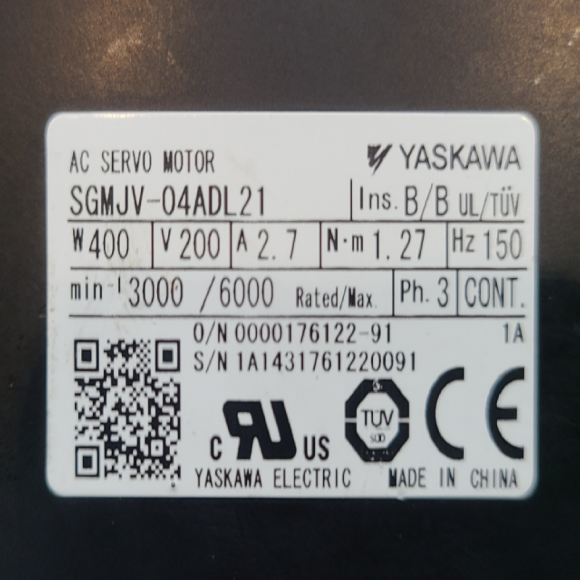 AC SERVO MOTOR YASKAWA
SGMJV-04ADL21 Ins. B/B UL/TÜV
W 400 V 200 A 2.7 N·m 1.27 Hz 150
min-1 3000 /6000 Rated/Max. Ph. 3 CONT.
O/N 0000176122-91 1A
S/N 1A1431761220091
c RU US TÜV SÜD CE
YASKAWA ELECTRIC MADE IN CHINA